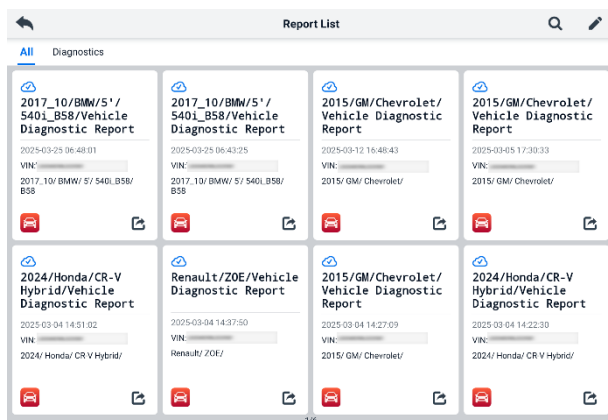 Report List
All Diagnostics
2017_10/BMW/5'/
540i_B58/Vehicle
Diagnostic Report
2025-03-25 06:48:01
VIN:
2017_10/ BMW/ 5'/ 540i_B58/
B58
2017_10/BMW/5'/
540i_B58/Vehicle
Diagnostic Report
2025-03-25 06:43:25
VIN:
2017_10/ BMW/ 5'/ 540i_B58/
B58
2015/GM/Chevrolet/
Vehicle Diagnostic
Report
2025-03-12 16:48:43
VIN:
2015/ GM/ Chevrolet/
2015/GM/Chevrolet/
Vehicle Diagnostic
Report
2025-03-05 17:30:33
VIN:
2015/ GM/ Chevrolet/
2024/Honda/CR-V
Hybrid/Vehicle
Diagnostic Report
2025-03-04 14:51:02
VIN:
2024/ Honda/ CR-V Hybrid/
Renault/ZOE/Vehicle
Diagnostic Report
2025-03-04 14:37:50
VIN:
Renault/ ZOE/
2015/GM/Chevrolet/
Vehicle Diagnostic
Report
2025-03-04 14:27:09
VIN:
2015/ GM/ Chevrolet/
2024/Honda/CR-V
Hybrid/Vehicle
Diagnostic Report
2025-03-04 14:22:30
VIN:
2024/ Honda/ CR-V Hybrid/